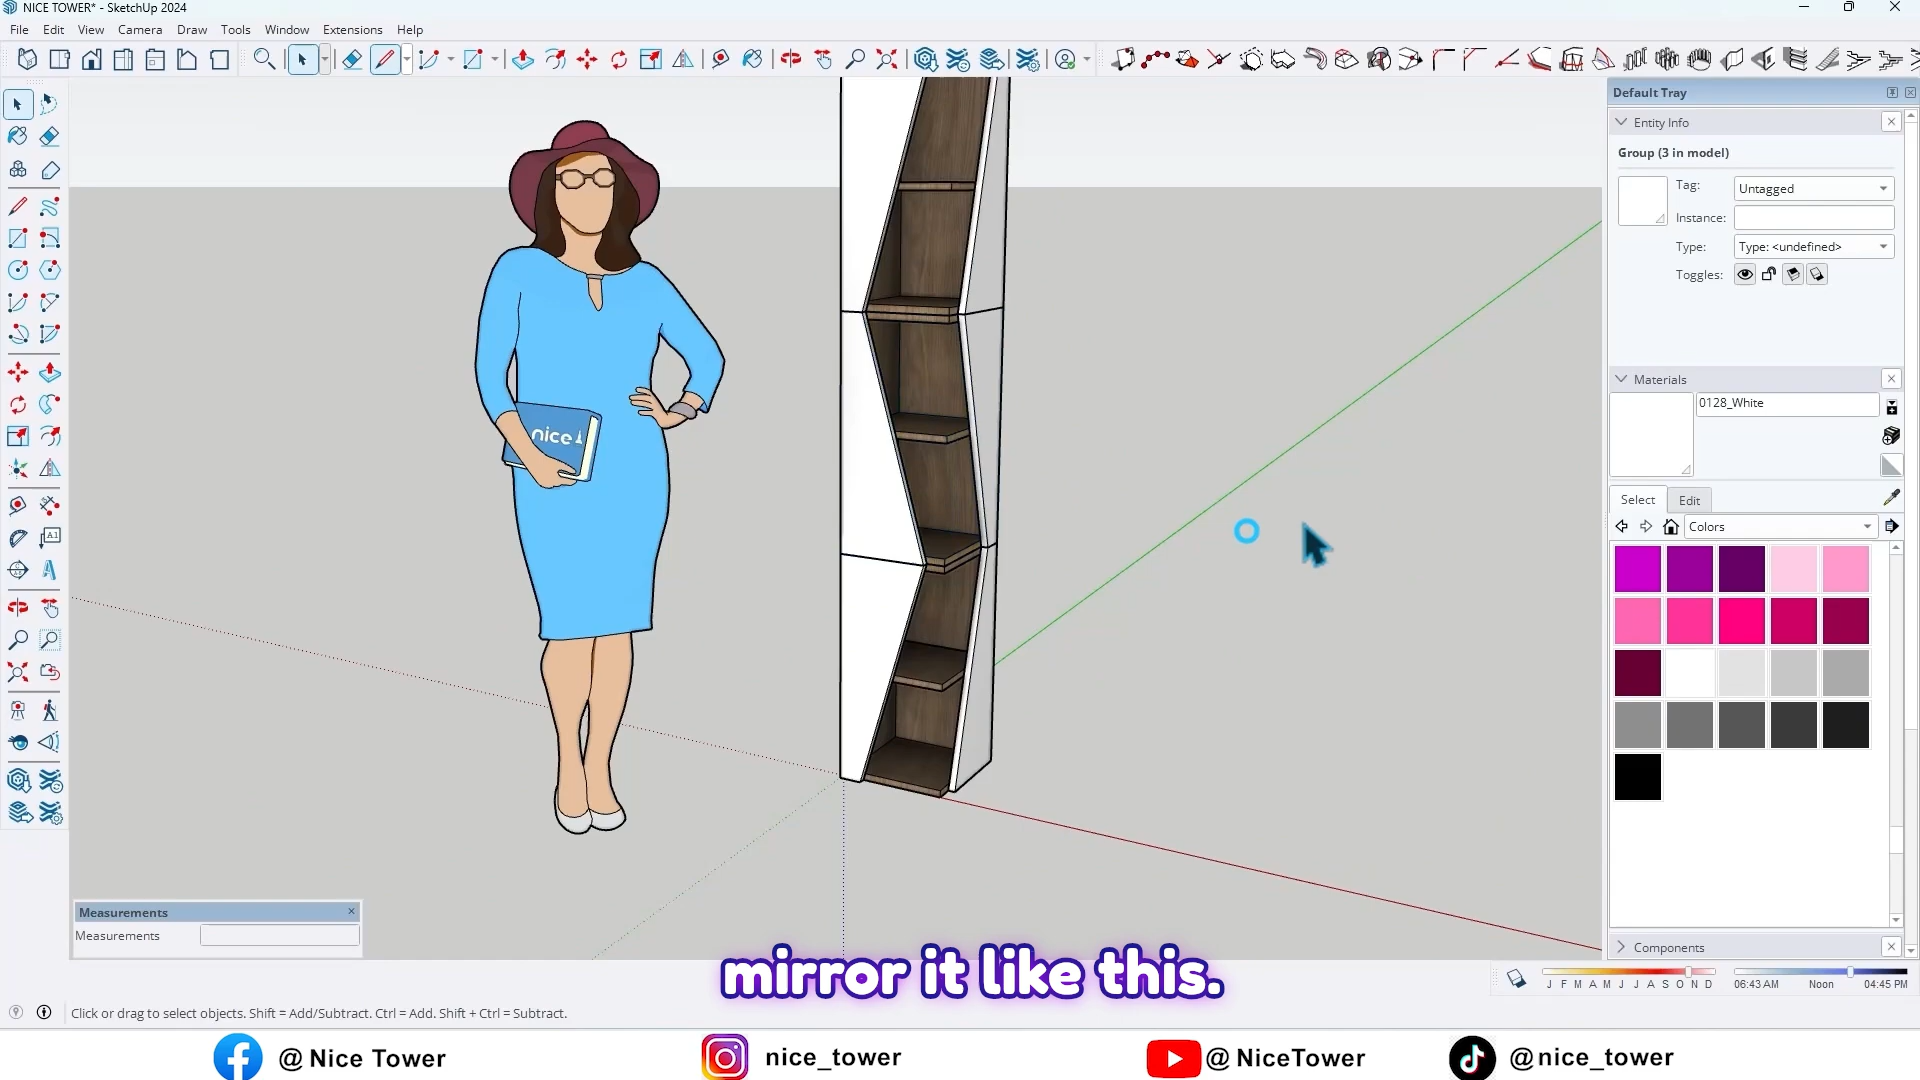 NICE TOWER* - SketchUp 2024
File Edit View Camera Draw Tools Window Extensions Help
Default Tray
Entity Info
Group (3 in model)
Tag: Untagged
Instance:
Type: Type: <undefined>
Toggles:
Materials
0128_White
Select Edit
Colors
nice
A1
A
Measurements
Measurements
Components
J F M A M J J A S O N D
06:43 AM Noon 04:45 PM
mirror it like this.
Click or drag to select objects. Shift = Add/Subtract. Ctrl = Add. Shift + Ctrl = Subtract.
@ Nice Tower nice_tower @ NiceTower @nice_tower